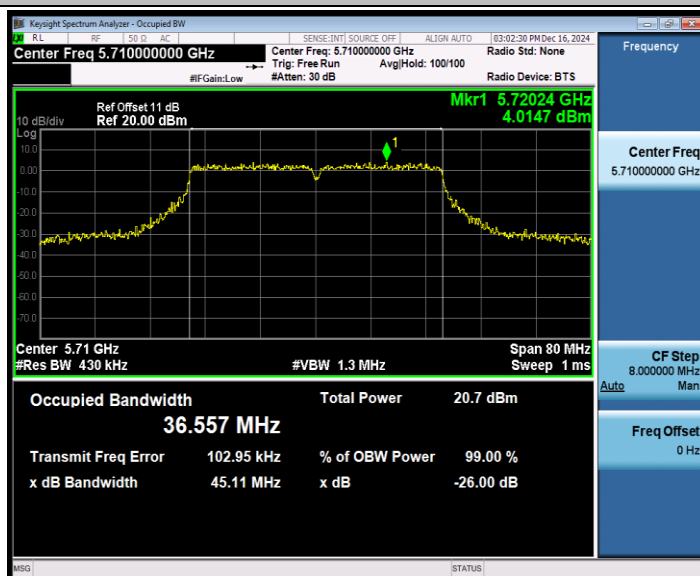 Keysight Spectrum Analyzer - Occupied BW
LXI RL RF 50 Ω AC SENSE:INT SOURCE OFF ALIGN AUTO 03:02:30 PM Dec 16, 2024
Center Freq 5.710000000 GHz
Center Freq: 5.710000000 GHz Radio Std: None
Trig: Free Run Avg|Hold: 100/100
#IFGain:Low #Atten: 30 dB Radio Device: BTS
Frequency
Mkr1 5.72024 GHz
4.0147 dBm
Ref Offset 11 dB
10 dB/div Ref 20.00 dBm
Log
10.0
0.00
-10.0
-20.0
-30.0
-40.0
-50.0
-60.0
-70.0
1
Center 5.71 GHz Span 80 MHz
#Res BW 430 kHz #VBW 1.3 MHz Sweep 1 ms
Occupied Bandwidth Total Power 20.7 dBm
36.557 MHz
Transmit Freq Error 102.95 kHz % of OBW Power 99.00 %
x dB Bandwidth 45.11 MHz x dB -26.00 dB
Center Freq
5.710000000 GHz
CF Step
8.000000 MHz
Auto Man
Freq Offset
0 Hz
MSG STATUS